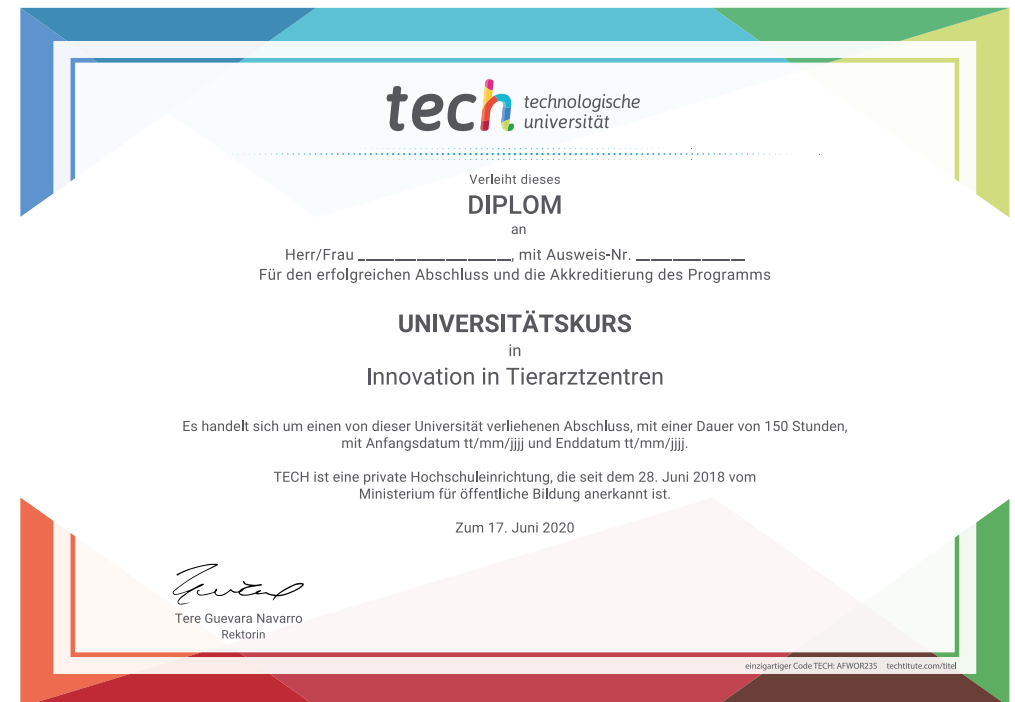 tech technologische
universität
Verleiht dieses
DIPLOM
an
Herr/Frau ____________________, mit Ausweis-Nr. ______________
Für den erfolgreichen Abschluss und die Akkreditierung des Programms
UNIVERSITÄTSKURS
in
Innovation in Tierarztzentren
Es handelt sich um einen von dieser Universität verliehenen Abschluss, mit einer Dauer von 150 Stunden,
mit Anfangsdatum tt/mm/jjjj und Enddatum tt/mm/jjjj.
TECH ist eine private Hochschuleinrichtung, die seit dem 28. Juni 2018 vom
Ministerium für öffentliche Bildung anerkannt ist.
Zum 17. Juni 2020
Tere Guevara Navarro
Rektorin
einzigartiger Code TECH: AFWOR235 techtitute.com/titel